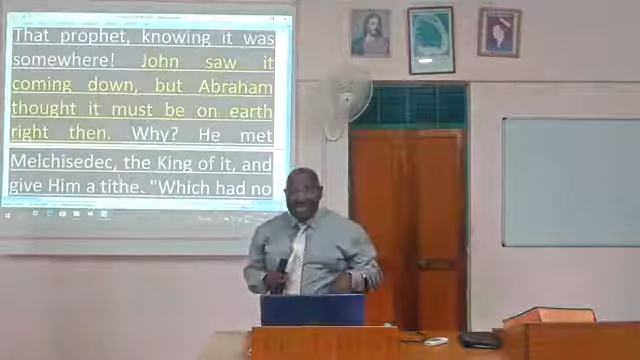 That prophet, knowing it was
somewhere! John saw it
coming down, but Abraham
thought it must be on earth
right then. Why? He met
Melchisedec, the King of it, and
give Him a tithe. "Which had no